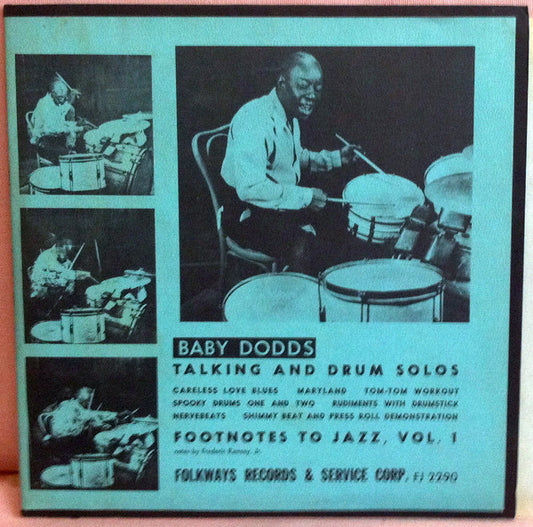 BABY DODDS
TALKING AND DRUM SOLOS
CARELESS LOVE BLUES MARYLAND TOM-TOM WORKOUT
SPOOKY DRUMS ONE AND TWO RUDIMENTS WITH DRUMSTICK
NERVEBEATS SHIMMY BEAT AND PRESS ROLL DEMONSTRATION
FOOTNOTES TO JAZZ, VOL. 1
notes by Frederic Ramsey, Jr.
FOLKWAYS RECORDS & SERVICE CORP. FJ 2290